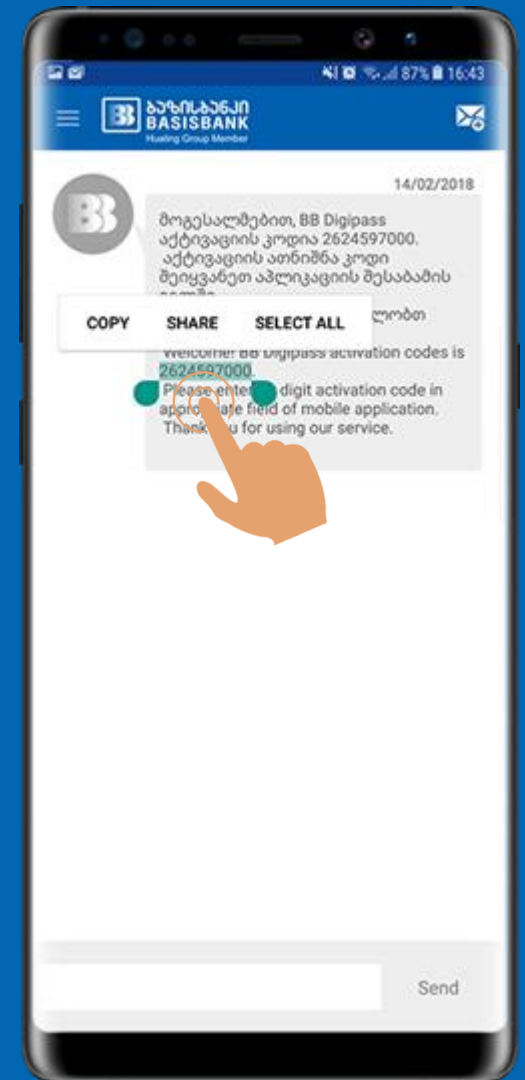 87% 16:43
ბაზისბანკი
BASISBANK
Hualing Group Member
14/02/2018
მოგესალმებით, BB Digipass
აქტივაციის კოდია 2624597000.
აქტივაციის ათნიშნა კოდი
შეიყვანეთ აპლიკაციის შესაბამის
COPY SHARE SELECT ALL
Welcome! BB Digipass activation codes is
2624597000.
Please enter digit activation code in
appropriate field of mobile application.
Thank you for using our service.
Send